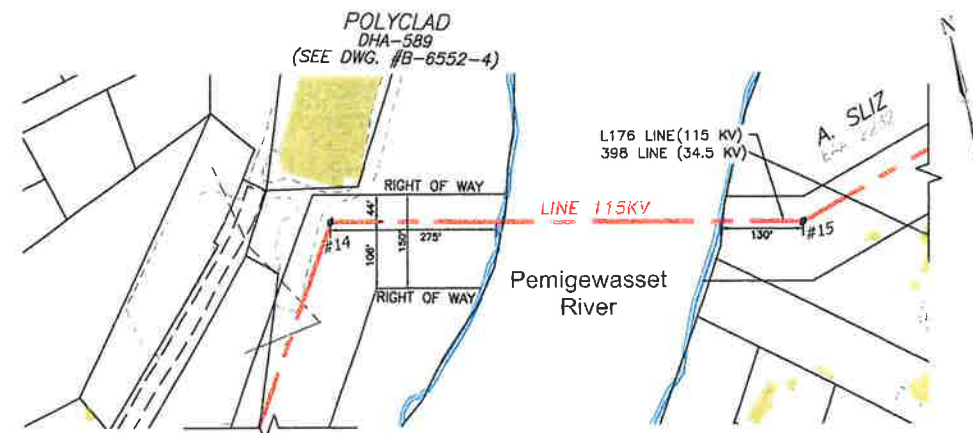 POLYCLAD
DHA-589
(SEE DWG. #B-6552-4)
N
A. SLIZ
L176 LINE(115 KV)
398 LINE (34.5 KV)
RIGHT OF WAY
44'
LINE 115KV
#14
275'
150'
106'
130'
#15
Pemigewasset
River
RIGHT OF WAY